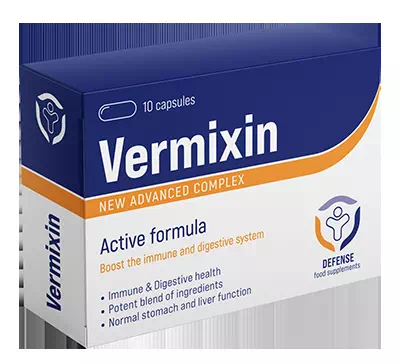 10 capsules
Vermixin
NEW ADVANCED COMPLEX
Active formula
Boost the immune and digestive system
• Immune & Digestive health
• Potent blend of ingredients
• Normal stomach and liver function
DEFENSE
food supplements
Vermixin